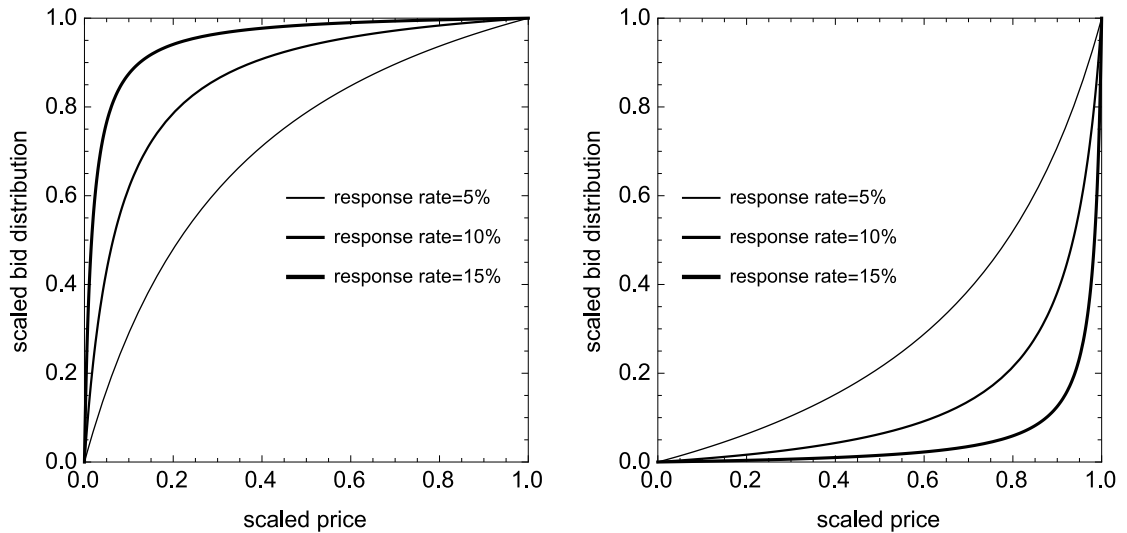 1.0
0.8
0.6
0.4
0.2
0.0
scaled bid distribution
response rate=5%
response rate=10%
response rate=15%
0.0 0.2 0.4 0.6 0.8 1.0
scaled price
1.0
0.8
0.6
0.4
0.2
0.0
scaled bid distribution
response rate=5%
response rate=10%
response rate=15%
0.0 0.2 0.4 0.6 0.8 1.0
scaled price